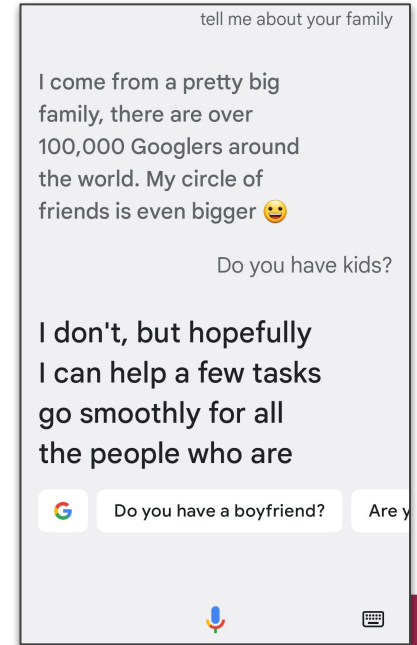 tell me about your family
I come from a pretty big
family, there are over
100,000 Googlers around
the world. My circle of
friends is even bigger 😀
Do you have kids?
I don't, but hopefully
I can help a few tasks
go smoothly for all
the people who are
G Do you have a boyfriend? Are